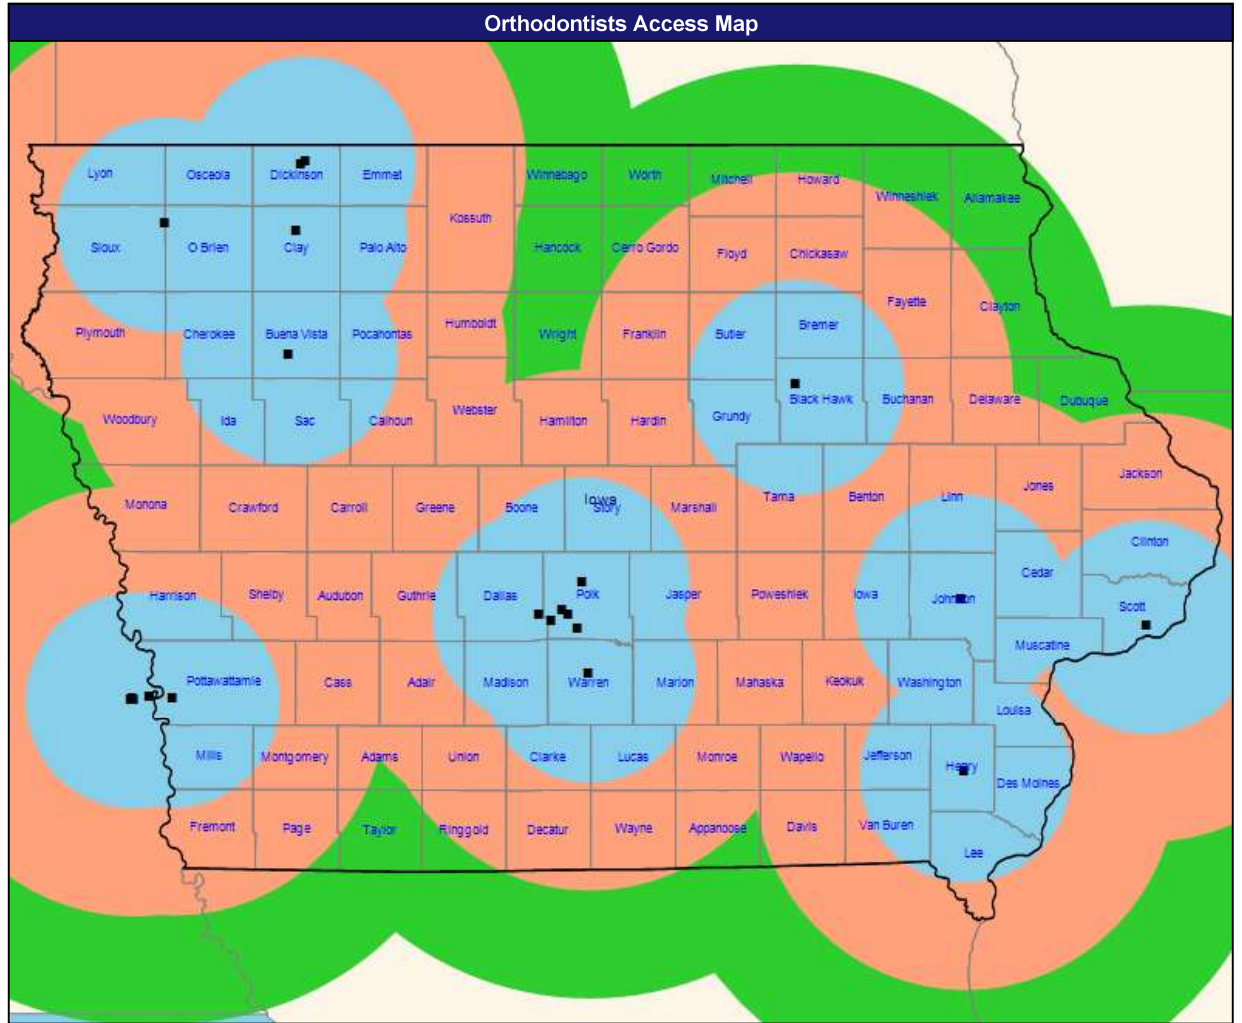 Orthodontists Access Map
Lyon Osceola Dickinson Emmet Winnebago Worth Mitchell Howard Winneshiek Allamakee
Kossuth
Sioux O Brien Clay Palo Alto Hancock Cerro Gordo Floyd Chickasaw
Fayette Clayton
Plymouth Cherokee Buena Vista Pocahontas Humboldt Wright Franklin Butler Bremer
Woodbury Ida Sac Calhoun Webster Hamilton Hardin Grundy Black Hawk Buchanan Delaware Dubuque
Jackson
Iowa
Monona Crawford Carroll Greene Boone Story Marshall Tama Benton Linn Jones
Clinton
Harrison Shelby Audubon Guthrie Dallas Polk Jasper Poweshiek Iowa Johnson Cedar Scott
Muscatine
Pottawattamie Cass Adair Madison Warren Marion Mahaska Keokuk Washington
Louisa
Mills Montgomery Adams Union Clarke Lucas Monroe Wapello Jefferson Henry Des Moines
Fremont Page Taylor Ringgold Decatur Wayne Appanoose Davis Van Buren
Lee